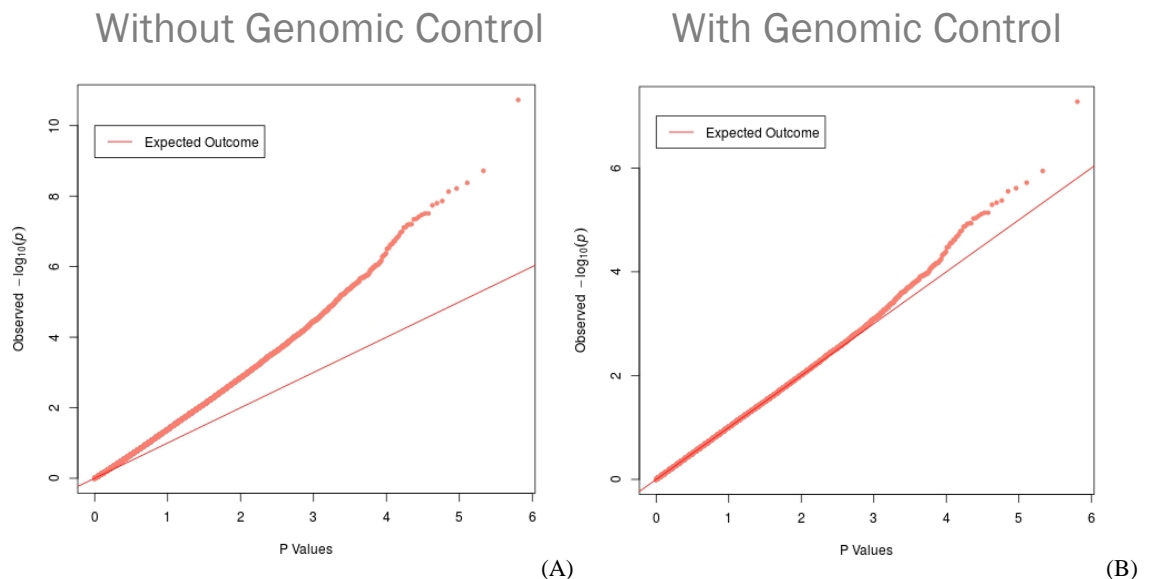 Without Genomic Control
With Genomic Control
Expected Outcome
Observed −log10(p)
0
2
4
6
8
10
0 1 2 3 4 5 6
P Values
(A)
Expected Outcome
Observed −log10(p)
0
2
4
6
0 1 2 3 4 5 6
P Values
(B)